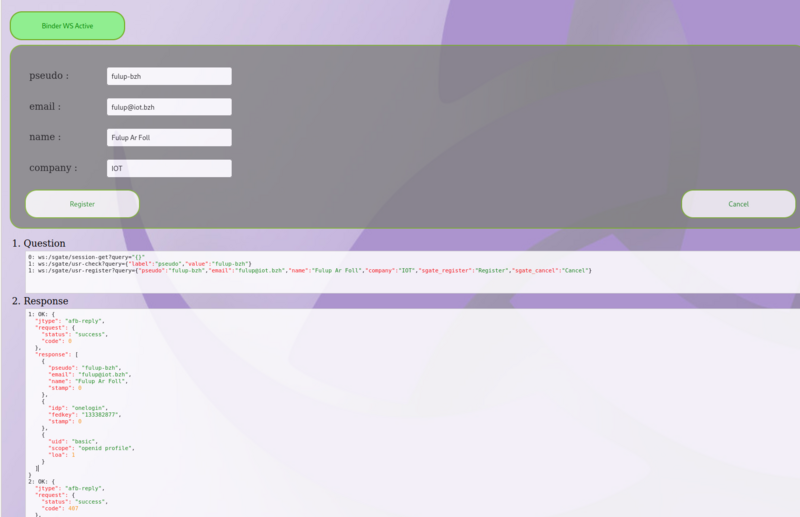 Binder WS Active
pseudo : fulup-bzh
email : fulup@iot.bzh
name : Fulup Ar Foll
company : IOT
Register Cancel
1. Question
0: ws:/sgate/session-get?query="{}"
1: ws:/sgate/usr-check?query={"label":"pseudo","value":"fulup-bzh"}
1: ws:/sgate/usr-register?query={"pseudo":"fulup-bzh","email":"fulup@iot.bzh","name":"Fulup Ar Foll","company":"IOT","sgate_register":"Register","sgate_cancel":"Cancel"}
2. Response
1: OK: {
"jtype": "afb-reply",
"request": {
"status": "success",
"code": 0
},
"response": [
{
"pseudo": "fulup-bzh",
"email": "fulup@iot.bzh",
"name": "Fulup Ar Foll",
"stamp": 0
},
{
"idp": "onelogin",
"fedkey": "133382877",
"stamp": 0
},
{
"uid": "basic",
"scope": "openid profile",
"loa": 1
}
]
}
2: OK: {
"jtype": "afb-reply",
"request": {
"status": "success",
"code": 407
},